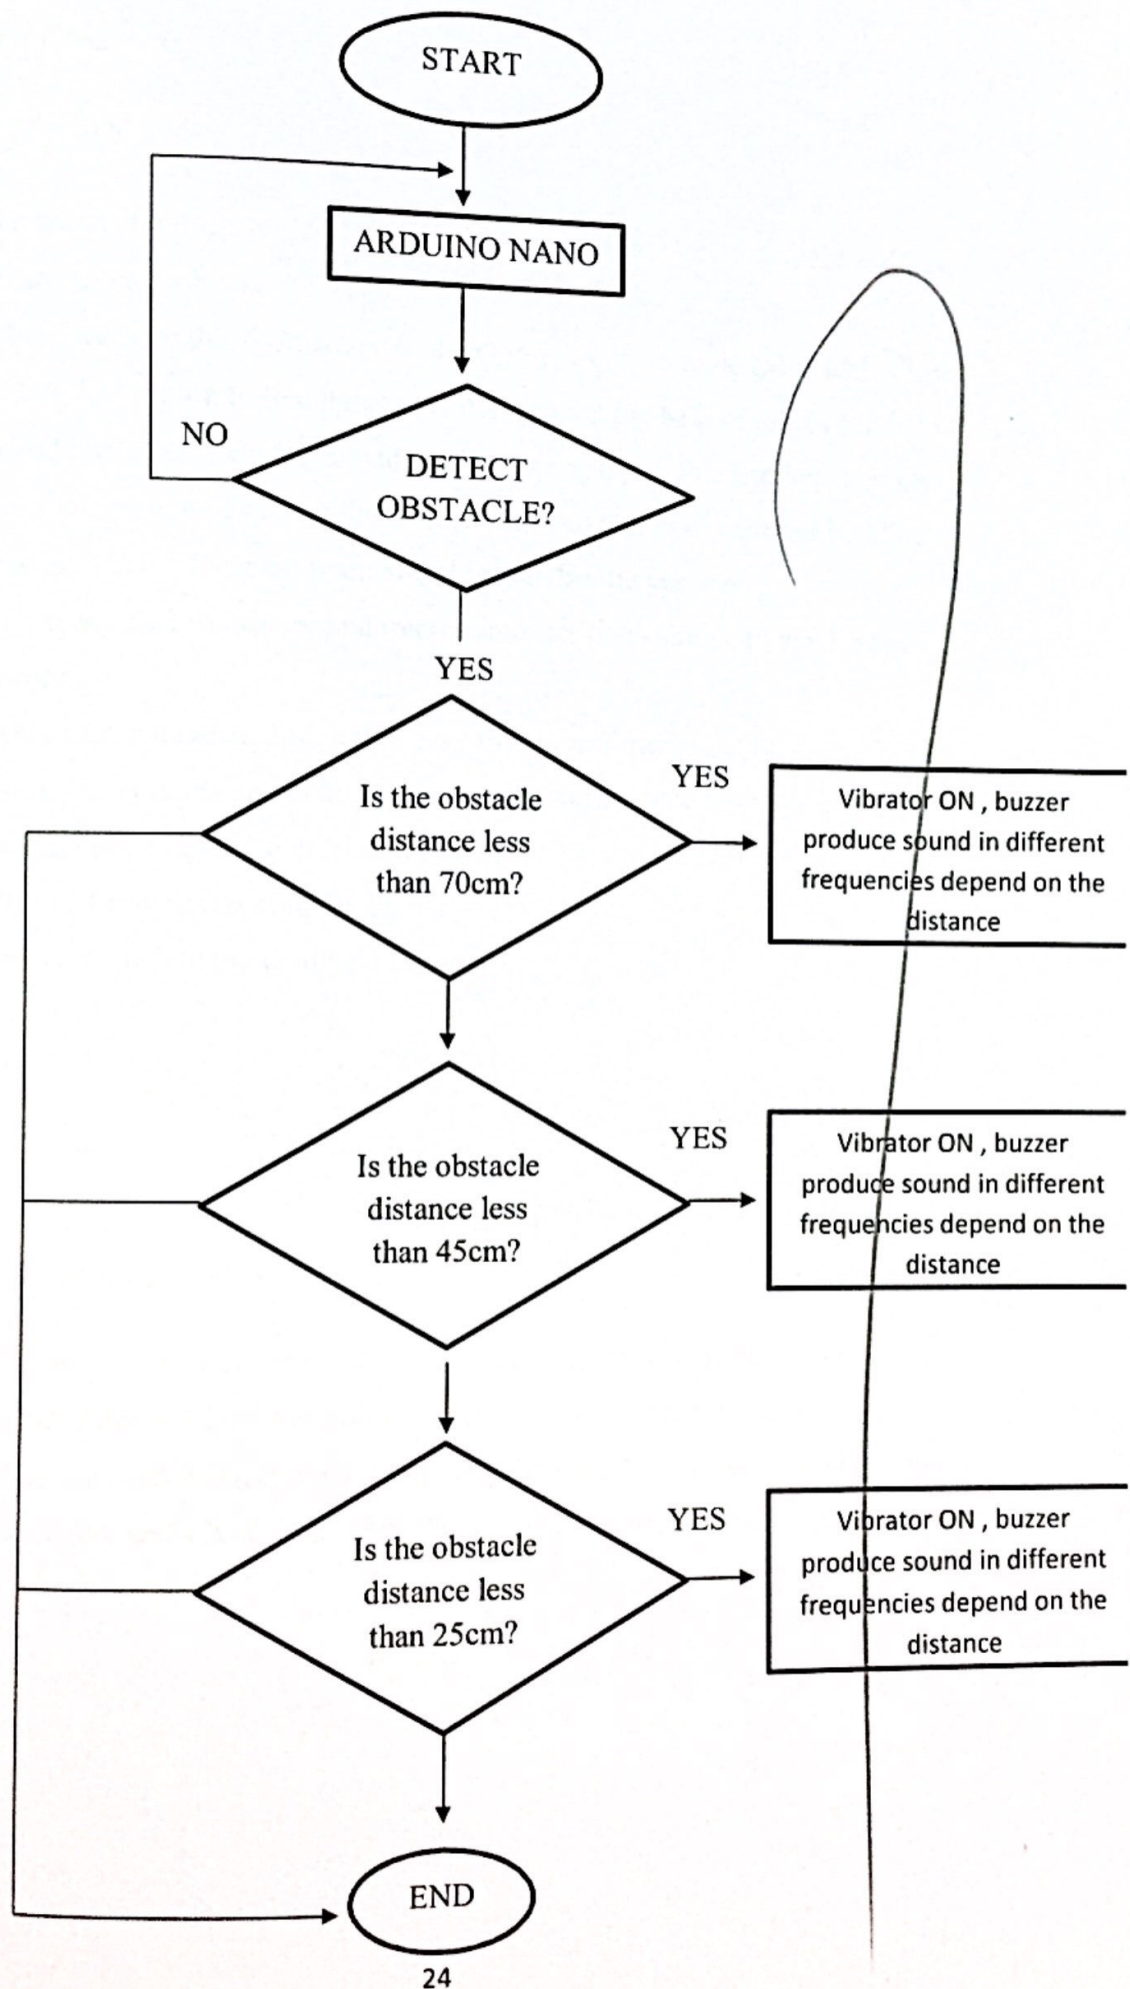 START
ARDUINO NANO
NO
DETECT
OBSTACLE?
YES
Is the obstacle
distance less
than 70cm?
YES
Vibrator ON , buzzer
produce sound in different
frequencies depend on the
distance
Is the obstacle
distance less
than 45cm?
YES
Vibrator ON , buzzer
produce sound in different
frequencies depend on the
distance
Is the obstacle
distance less
than 25cm?
YES
Vibrator ON , buzzer
produce sound in different
frequencies depend on the
distance
END
24